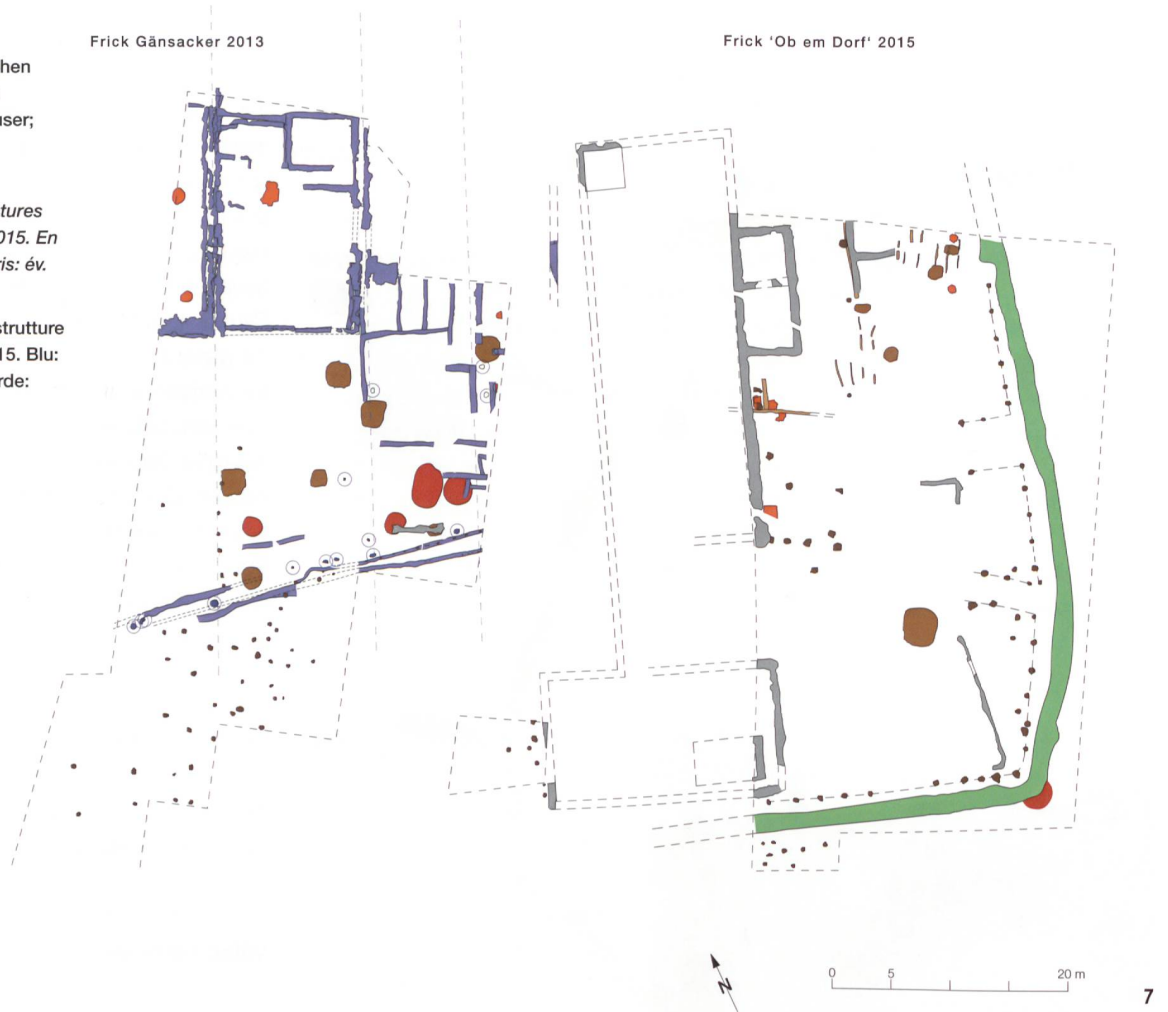 Frick Gänsacker 2013
Frick 'Ob em Dorf' 2015
hen
user;
tures
015. En
ris: év.
strutture
15. Blu:
rde:
N
0 5 20 m
7